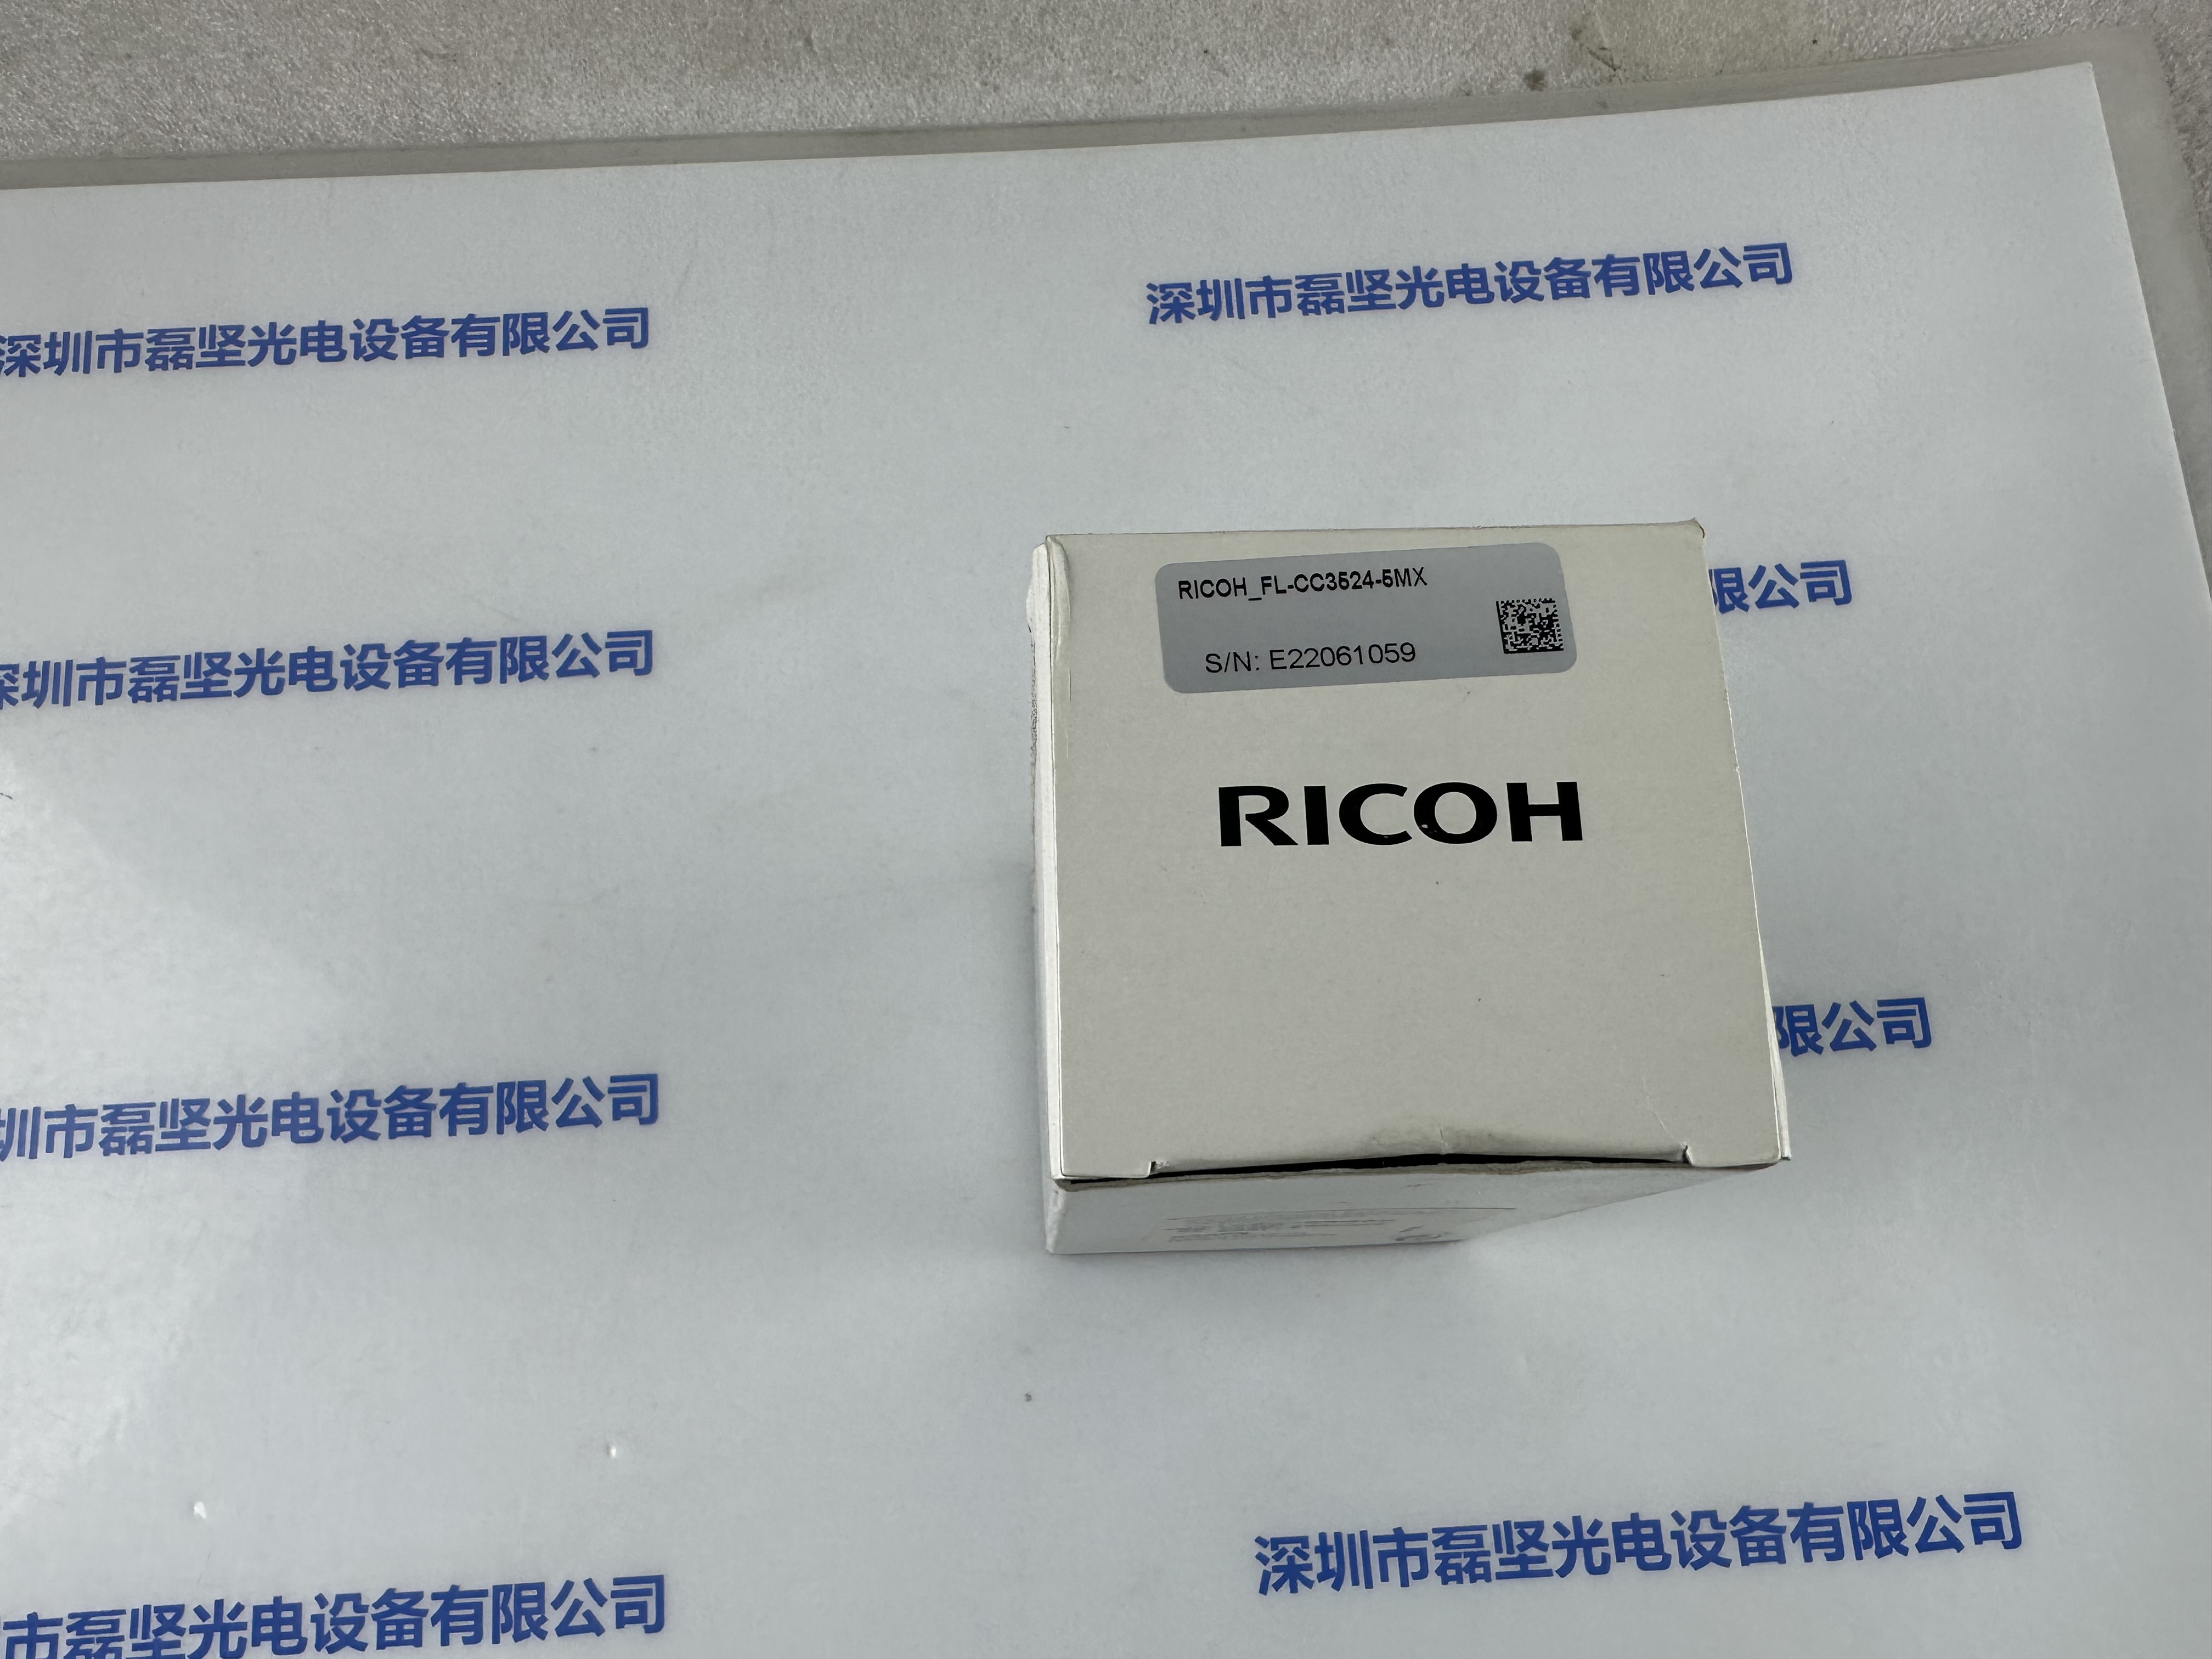 深圳市磊坚光电设备有限公司
深圳市磊坚光电设备有限公司
RICOH_FL-CC3524-5MX
S/N: E22061059
限公司
深圳市磊坚光电设备有限公司
RICOH
限公司
圳市磊坚光电设备有限公司
深圳市磊坚光电设备有限公司
市磊坚光电设备有限公司